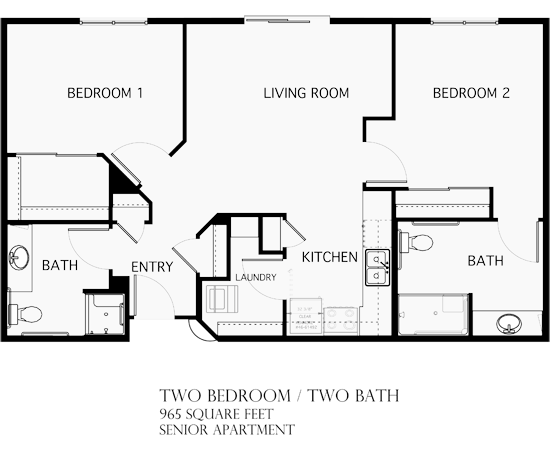 BEDROOM 1
LIVING ROOM
BEDROOM 2
BATH
ENTRY
LAUNDRY
KITCHEN
BATH
CLEAR
TWO BEDROOM / TWO BATH
965 SQUARE FEET
SENIOR APARTMENT